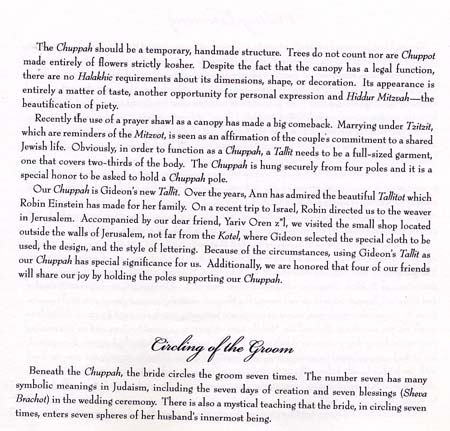 The Chuppah should be a temporary, handmade structure. Trees do not count nor are Chuppot
made entirely of flowers strictly kosher. Despite the fact that the canopy has a legal function,
there are no Halakhic requirements about its dimensions, shape, or decoration. Its appearance is
entirely a matter of taste, another opportunity for personal expression and Hiddur Mitzvah—the
beautification of piety.
Recently the use of a prayer shawl as a canopy has made a big comeback. Marrying under Tzitzit,
which are reminders of the Mitzvot, is seen as an affirmation of the couple's commitment to a shared
Jewish life. Obviously, in order to function as a Chuppah, a Tallit needs to be a full-sized garment,
one that covers two-thirds of the body. The Chuppah is hung securely from four poles and it is a
special honor to be asked to hold a Chuppah pole.
Our Chuppah is Gideon's new Tallit. Over the years, Ann has admired the beautiful Tallitot which
Robin Einstein has made for her family. On a recent trip to Israel, Robin directed us to the weaver
in Jerusalem. Accompanied by our dear friend, Yariv Oren z"l, we visited the small shop located
outside the walls of Jerusalem, not far from the Kotel, where Gideon selected the special cloth to be
used, the design, and the style of lettering. Because of the circumstances, using Gideon's Tallit as
our Chuppah has special significance for us. Additionally, we are honored that four of our friends
will share our joy by holding the poles supporting our Chuppah.
Circling of the Groom
Beneath the Chuppah, the bride circles the groom seven times. The number seven has many
symbolic meanings in Judaism, including the seven days of creation and seven blessings (Sheva
Brachot) in the wedding ceremony. There is also a mystical teaching that the bride, in circling seven
times, enters seven spheres of her husband's innermost being.